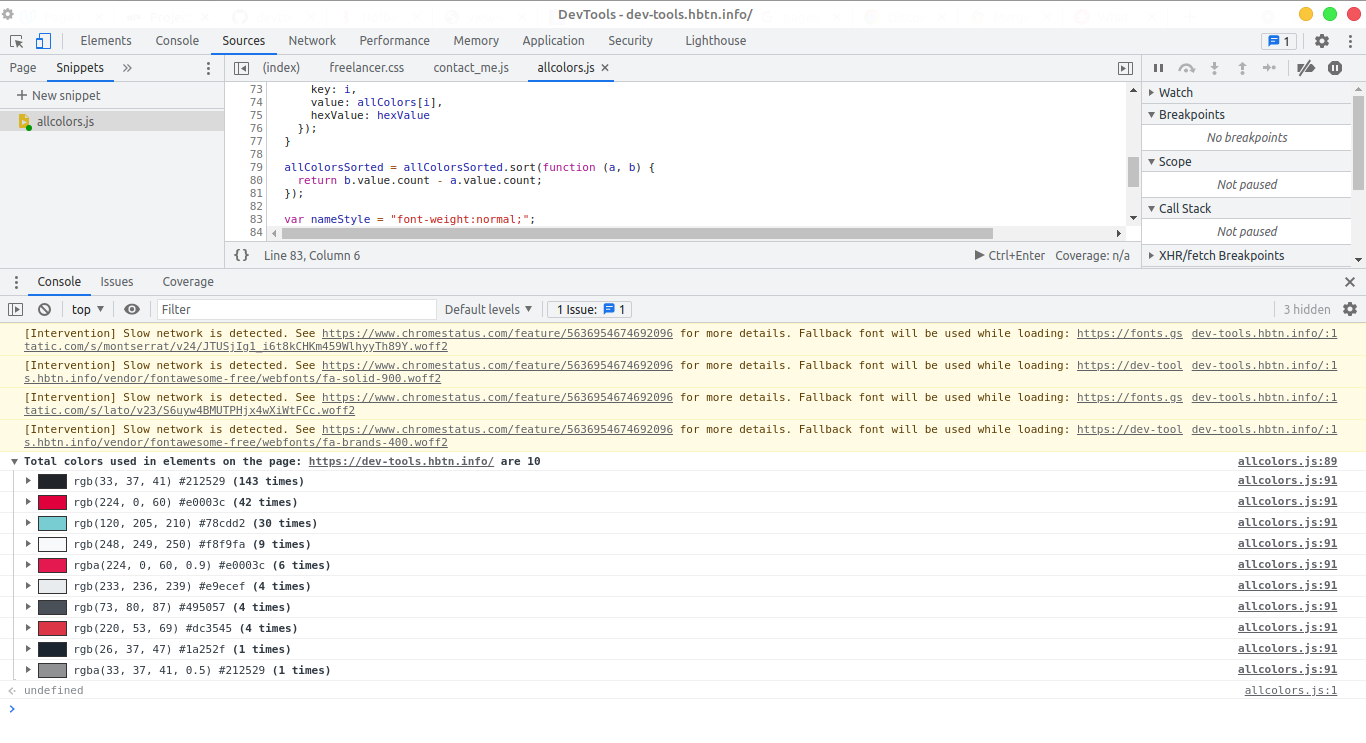 DevTools - dev-tools.hbtn.info/
Elements Console Sources Network Performance Memory Application Security Lighthouse 1
Page Snippets » (index) freelancer.css contact_me.js allcolors.js ×
+ New snippet
allcolors.js
73 key: i,
74 value: allColors[i],
75 hexValue: hexValue
76 });
77 }
78
79 allColorsSorted = allColorsSorted.sort(function (a, b) {
80 return b.value.count - a.value.count;
81 });
82
83 var nameStyle = "font-weight:normal;";
84
{} Line 83, Column 6 Ctrl+Enter Coverage: n/a
Watch
Breakpoints
No breakpoints
Scope
Not paused
Call Stack
Not paused
XHR/fetch Breakpoints
Console Issues Coverage
top Filter Default levels 1 Issue: 1 3 hidden
[Intervention] Slow network is detected. See https://www.chromestatus.com/feature/5636954674692096 for more details. Fallback font will be used while loading: https://fonts.gs dev-tools.hbtn.info/:1
tatic.com/s/montserrat/v24/JTUSjIg1_i6t8kCHKm459WlhyyTh89Y.woff2
[Intervention] Slow network is detected. See https://www.chromestatus.com/feature/5636954674692096 for more details. Fallback font will be used while loading: https://dev-tool dev-tools.hbtn.info/:1
s.hbtn.info/vendor/fontawesome-free/webfonts/fa-solid-900.woff2
[Intervention] Slow network is detected. See https://www.chromestatus.com/feature/5636954674692096 for more details. Fallback font will be used while loading: https://fonts.gs dev-tools.hbtn.info/:1
tatic.com/s/lato/v23/S6uyw4BMUTPHjx4wXiWtFCc.woff2
[Intervention] Slow network is detected. See https://www.chromestatus.com/feature/5636954674692096 for more details. Fallback font will be used while loading: https://dev-tool dev-tools.hbtn.info/:1
s.hbtn.info/vendor/fontawesome-free/webfonts/fa-brands-400.woff2
Total colors used in elements on the page: https://dev-tools.hbtn.info/ are 10 allcolors.js:89
rgb(33, 37, 41) #212529 (143 times) allcolors.js:91
rgb(224, 0, 60) #e0003c (42 times) allcolors.js:91
rgb(120, 205, 210) #78cdd2 (30 times) allcolors.js:91
rgb(248, 249, 250) #f8f9fa (9 times) allcolors.js:91
rgba(224, 0, 60, 0.9) #e0003c (6 times) allcolors.js:91
rgb(233, 236, 239) #e9ecef (4 times) allcolors.js:91
rgb(73, 80, 87) #495057 (4 times) allcolors.js:91
rgb(220, 53, 69) #dc3545 (4 times) allcolors.js:91
rgb(26, 37, 47) #1a252f (1 times) allcolors.js:91
rgba(33, 37, 41, 0.5) #212529 (1 times) allcolors.js:91
undefined allcolors.js:1